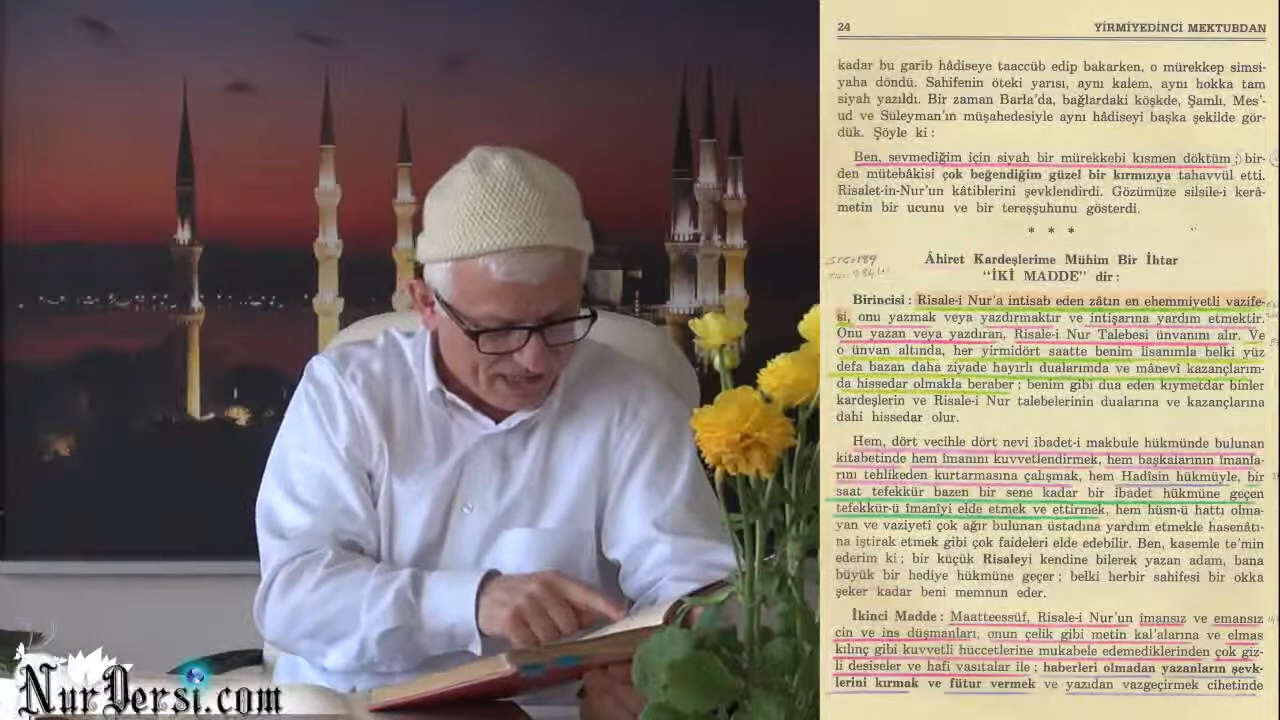 24 YİRMİYEDİNCİ MEKTUBDAN
kadar bu garib hâdiseye taaccüb edip bakarken, o mürekkep simsi-
yaha döndü. Sahifenin öteki yarısı, aynı kalem, aynı hokka tam
siyah yazıldı. Bir zaman Barla'da, bağlardaki köşkde, Şamlı, Mes'-
ud ve Süleyman'ın müşahedesiyle aynı hâdiseyi başka şekilde gör-
dük. Şöyle ki :
Ben, sevmediğim için siyah bir mürekkebi kısmen döktüm ; bir-
den mütebâkisi çok beğendiğim güzel bir kırmızıya tahavvül etti.
Risalet-in-Nur'un kâtiblerini şevklendirdi. Gözümüze silsile-i kerâ-
metin bir ucunu ve bir tereşşuhunu gösterdi.
* * *
Âhiret Kardeşlerime Mühim Bir İhtar
"İKİ MADDE" dir :
Birincisi : Risale-i Nur'a intisab eden zâtın en ehemmiyetli vazife-
si, onu yazmak veya yazdırmaktır ve intişarına yardım etmektir.
Onu yazan veya yazdıran, Risale-i Nur Talebesi ünvanını alır. Ve
o ünvan altında, her yirmidört saatte benim lisanımla belki yüz
defa bazan daha ziyade hayırlı dualarımda ve mânevî kazançlarım-
da hissedar olmakla beraber ; benim gibi dua eden kıymetdar binler
kardeşlerin ve Risale-i Nur talebelerinin dualarına ve kazançlarına
dahi hissedar olur.
Hem, dört vecihle dört nevi ibadet-i makbule hükmünde bulunan
kitabetinde hem îmanını kuvvetlendirmek, hem başkalarının îmanla-
rını tehlikeden kurtarmasına çalışmak, hem Hadîsin hükmüyle, bir
saat tefekkür bazen bir sene kadar bir ibadet hükmüne geçen
tefekkür-ü îmanîyi elde etmek ve ettirmek, hem hüsn-ü hattı olma-
yan ve vaziyeti çok ağır bulunan üstadına yardım etmekle hasenâtı-
na iştirak etmek gibi çok faideleri elde edebilir. Ben, kasemle te'min
ederim ki ; bir küçük Risaleyi kendine bilerek yazan adam, bana
büyük bir hediye hükmüne geçer ; belki herbir sahifesi bir okka
şeker kadar beni memnun eder.
İkinci Madde : Maatteessüf, Risale-i Nur'un îmansız ve emansız
cin ve ins düşmanları, onun çelik gibi metin kal'alarına ve elmas
kılınç gibi kuvvetli hüccetlerine mukabele edemediklerinden çok giz-
li desiseler ve hafî vasıtalar ile ; haberleri olmadan yazanların şevk-
lerini kırmak ve fütur vermek ve yazıdan vazgeçirmek cihetinde
NurDersi.com